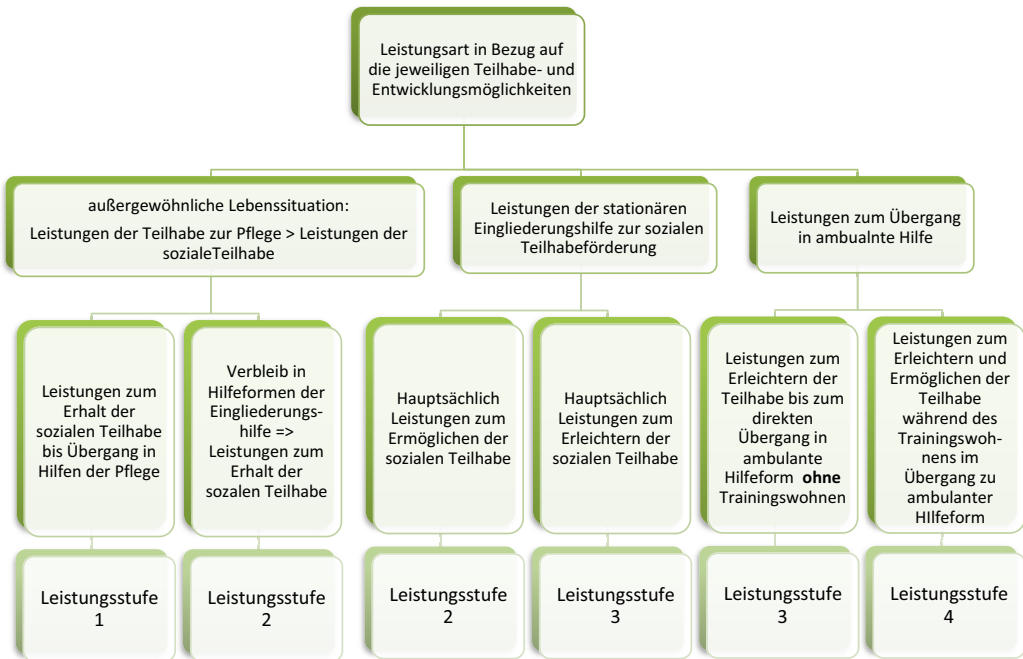 Leistungsart in Bezug auf
die jeweiligen Teilhabe- und
Entwicklungsmöglichkeiten
außergewöhnliche Lebenssituation:
Leistungen der Teilhabe zur Pflege > Leistungen der
sozialeTeilhabe
Leistungen der stationären
Eingliederungshilfe zur sozialen
Teilhabeförderung
Leistungen zum Übergang
in ambualnte Hilfe
Leistungen zum
Erhalt der
sozialen Teilhabe
bis Übergang in
Hilfen der Pflege
Verbleib in
Hilfeformen der
Eingliederungs-
hilfe =>
Leistungen zum
Erhalt der
sozalen Teilhabe
Hauptsächlich
Leistungen zum
Ermöglichen der
sozialen Teilhabe
Hauptsächlich
Leistungen zum
Erleichtern der
sozialen Teilhabe
Leistungen zum
Erleichtern der
Teilhabe bis zum
direkten
Übergang in
ambulante
Hilfeform ohne
Trainingswohnen
Leistungen zum
Erleichtern und
Ermöglichen der
Teilhabe
während des
Trainingswoh-
nens im
Übergang zu
ambulanter
HIlfeform
Leistungsstufe
1
Leistungsstufe
2
Leistungsstufe
2
Leistungsstufe
3
Leistungsstufe
3
Leistungsstufe
4